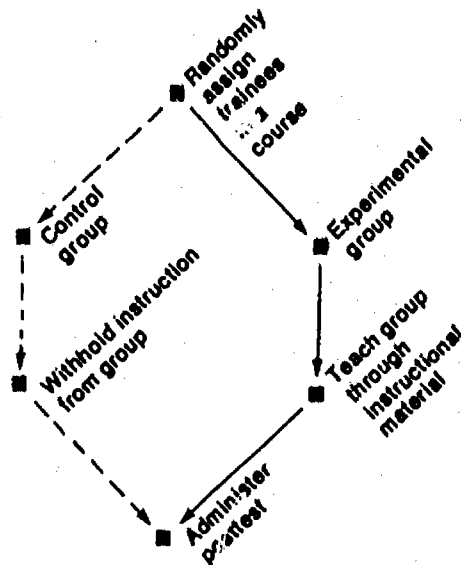 Randomly
assign
trainees
1
course
Control
group
Experimental
group
Withhold instruction
from group
Teach group
through
instructional
material
Administer
posttest